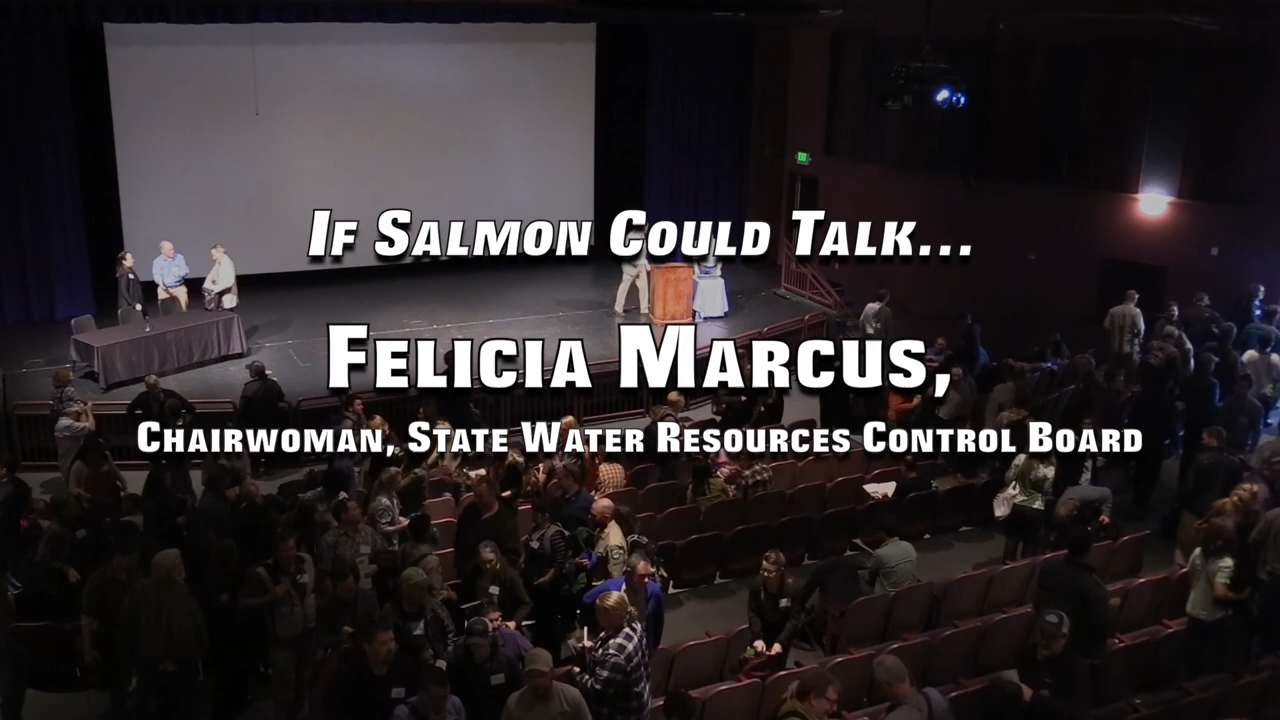 If Salmon Could Talk...
Felicia Marcus,
Chairwoman, State Water Resources Control Board